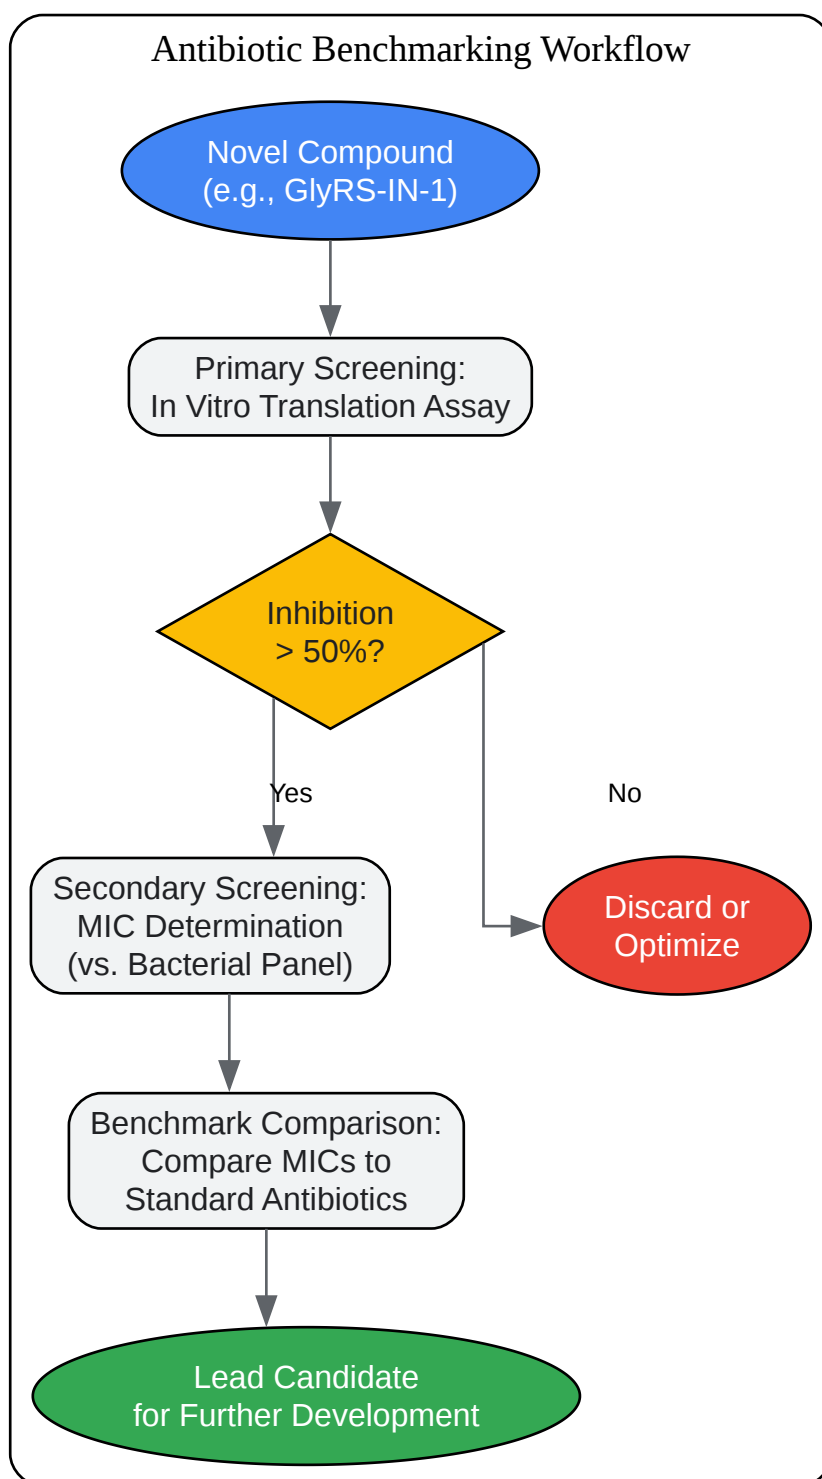 Antibiotic Benchmarking Workflow
Novel Compound
(e.g., GlyRS-IN-1)
Primary Screening:
In Vitro Translation Assay
Inhibition
> 50%?
Yes
No
Secondary Screening:
MIC Determination
(vs. Bacterial Panel)
Discard or
Optimize
Benchmark Comparison:
Compare MICs to
Standard Antibiotics
Lead Candidate
for Further Development